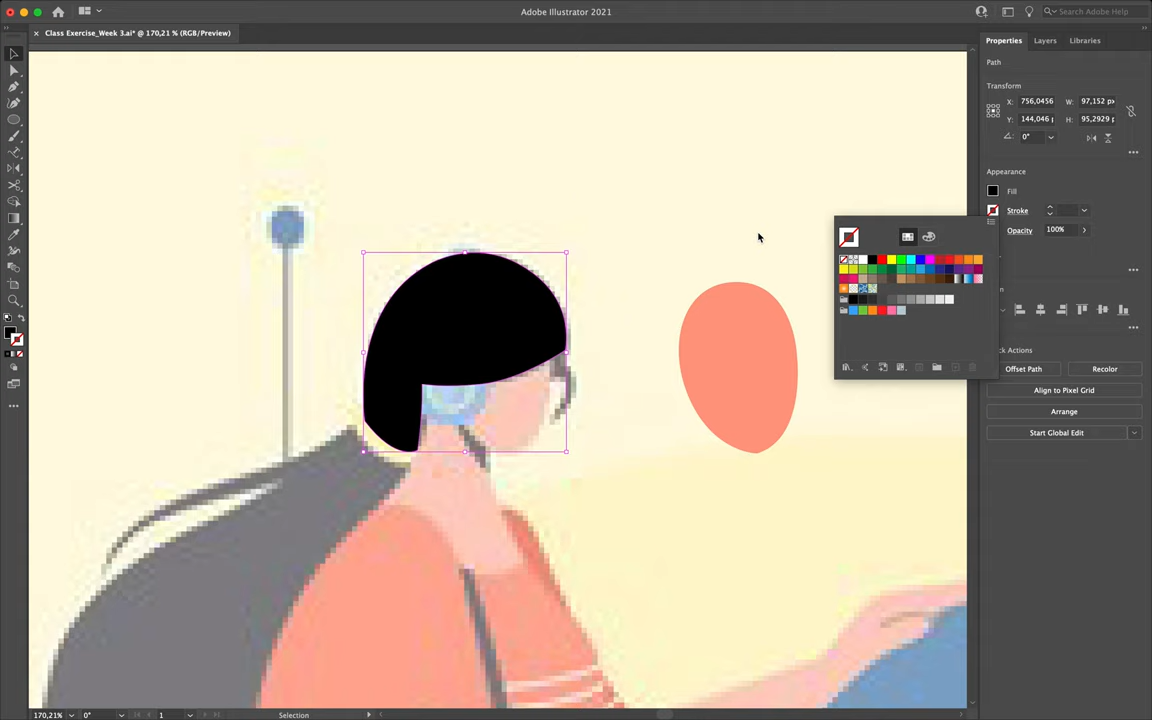 Adobe Illustrator 2021
Search Adobe Help
Class Exercise_Week 3.ai* @ 170,21 % (RGB/Preview)
Properties
Layers
Libraries
Path
Transform
X:
756,0456
W:
97,152 px
Y:
144,046
H:
95,2929
0°
Appearance
Fill
Stroke
Opacity
100%
Offset Path
Recolor
Align to Pixel Grid
Arrange
Start Global Edit
170,21%
0°
1
Selection